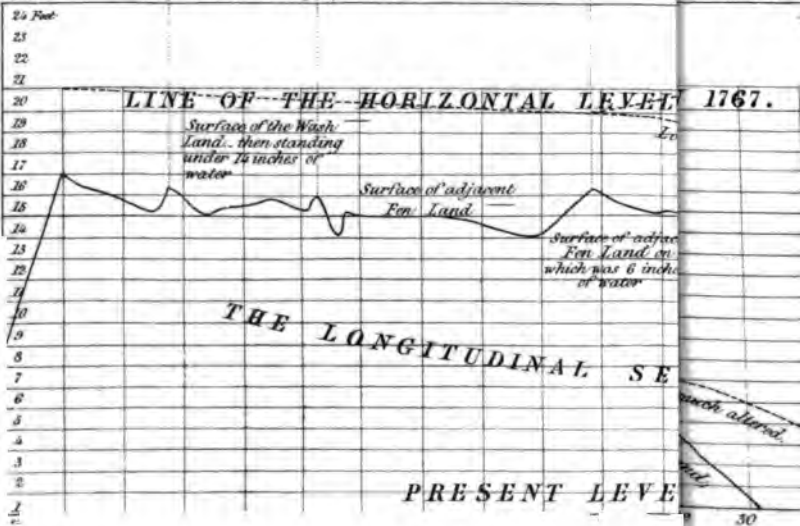 24 Feet
23
22
21
20
LINE OF THE HORIZONTAL LEVEL 1767.
19
Surface of the Wash
18
Land.. then standing
under 14 inches of
17
water
16
Surface of adjacent
15
Fen Land
14
Surface of adjac
13
Fen Land on
12
which was 6 inch
11
of water
10
THE LONGITUDINAL SE
9
8
7
6
much altered.
5
4
3
2
PRESENT LEVE
1
30